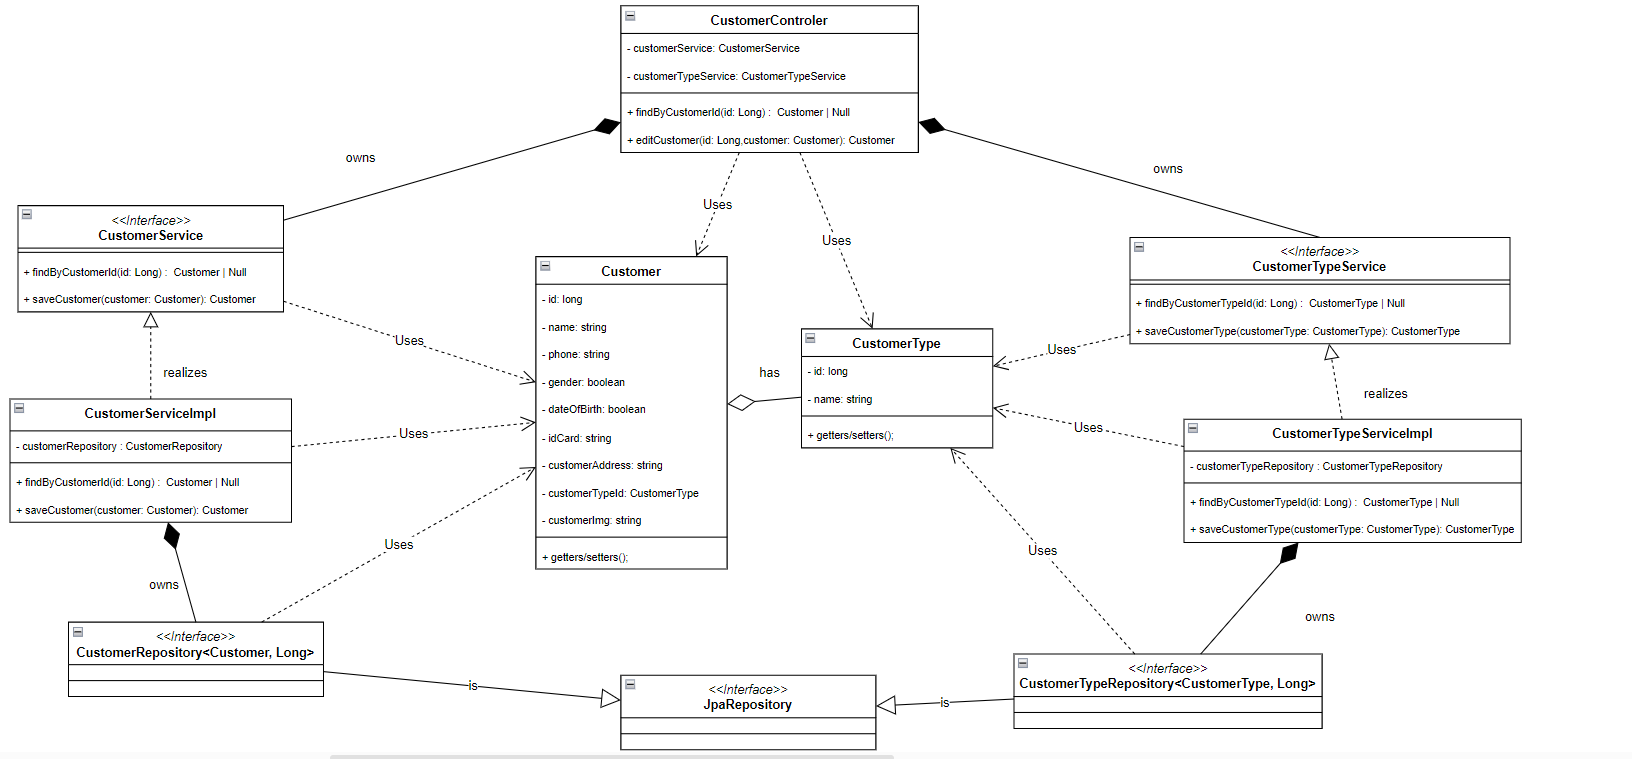 CustomerControler
- customerService: CustomerService
- customerTypeService: CustomerTypeService
+ findByCustomerId(id: Long) :  Customer | Null
+ editCustomer(id: Long,customer: Customer): Customer
owns
owns
Uses
Uses
<<Interface>>
CustomerService
+ findByCustomerId(id: Long) :  Customer | Null
+ saveCustomer(customer: Customer): Customer
Uses
realizes
Customer
- id: long
- name: string
- phone: string
- gender: boolean
- dateOfBirth: boolean
- idCard: string
- customerAddress: string
- customerTypeId: CustomerType
- customerImg: string
+ getters/setters();
has
CustomerType
- id: long
- name: string
+ getters/setters();
<<Interface>>
CustomerTypeService
+ findByCustomerTypeId(id: Long) :  CustomerType | Null
+ saveCustomerType(customerType: CustomerType): CustomerType
Uses
realizes
CustomerServiceImpl
- customerRepository : CustomerRepository
+ findByCustomerId(id: Long) :  Customer | Null
+ saveCustomer(customer: Customer): Customer
Uses
Uses
owns
CustomerTypeServiceImpl
- customerTypeRepository : CustomerTypeRepository
+ findByCustomerTypeId(id: Long) :  CustomerType | Null
+ saveCustomerType(customerType: CustomerType): CustomerType
Uses
Uses
owns
<<Interface>>
CustomerRepository<Customer, Long>
is
<<Interface>>
JpaRepository
is
<<Interface>>
CustomerTypeRepository<CustomerType, Long>